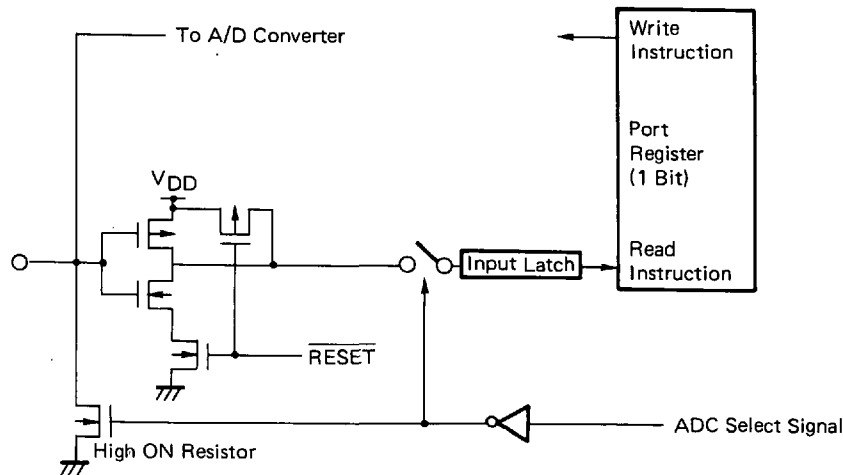 To A/D Converter
Write
Instruction
Port
Register
(1 Bit)
VDD
Input Latch
Read
Instruction
RESET
ADC Select Signal
High ON Resistor